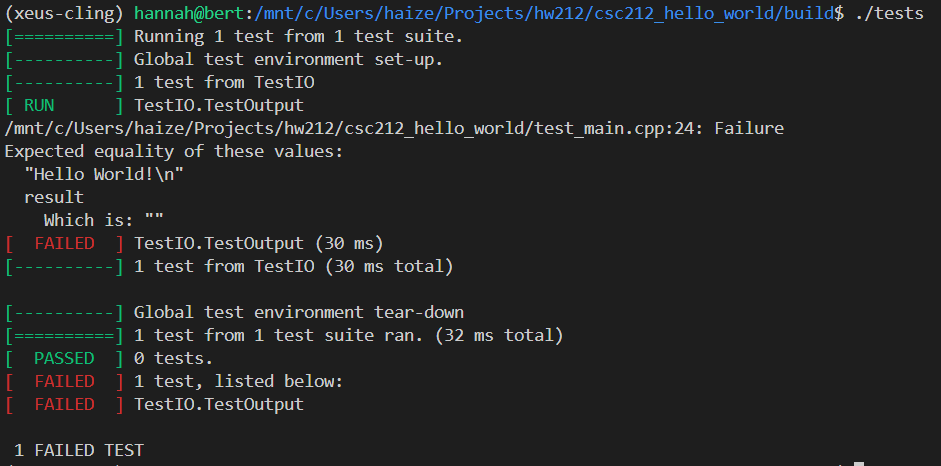 (xeus-cling) hannah@bert:/mnt/c/Users/haize/Projects/hw212/csc212_hello_world/build$ ./tests
[==========] Running 1 test from 1 test suite.
[----------] Global test environment set-up.
[----------] 1 test from TestIO
[ RUN      ] TestIO.TestOutput
/mnt/c/Users/haize/Projects/hw212/csc212_hello_world/test_main.cpp:24: Failure
Expected equality of these values:
  "Hello World!\n"
  result
    Which is: ""
[  FAILED  ] TestIO.TestOutput (30 ms)
[----------] 1 test from TestIO (30 ms total)

[----------] Global test environment tear-down
[==========] 1 test from 1 test suite ran. (32 ms total)
[  PASSED  ] 0 tests.
[  FAILED  ] 1 test, listed below:
[  FAILED  ] TestIO.TestOutput

 1 FAILED TEST